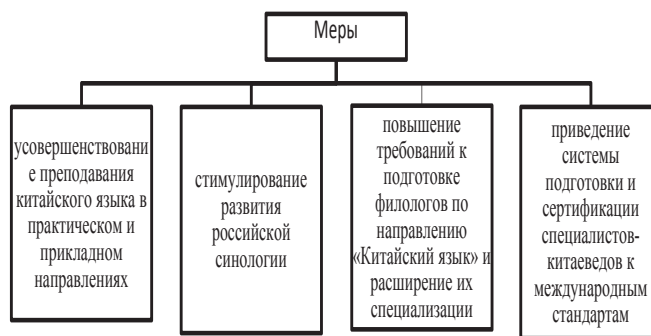 Меры
усовершенствовани
е преподавания
китайского языка в
практическом и
прикладном
направлениях
стимулирование
развития
российской
синологии
повышение
требований к
подготовке
филологов по
направлению
«Китайский язык» и
расширение их
специализации
приведение
системы
подготовки и
сертификации
специалистов-
китаеведов к
международным
стандартам